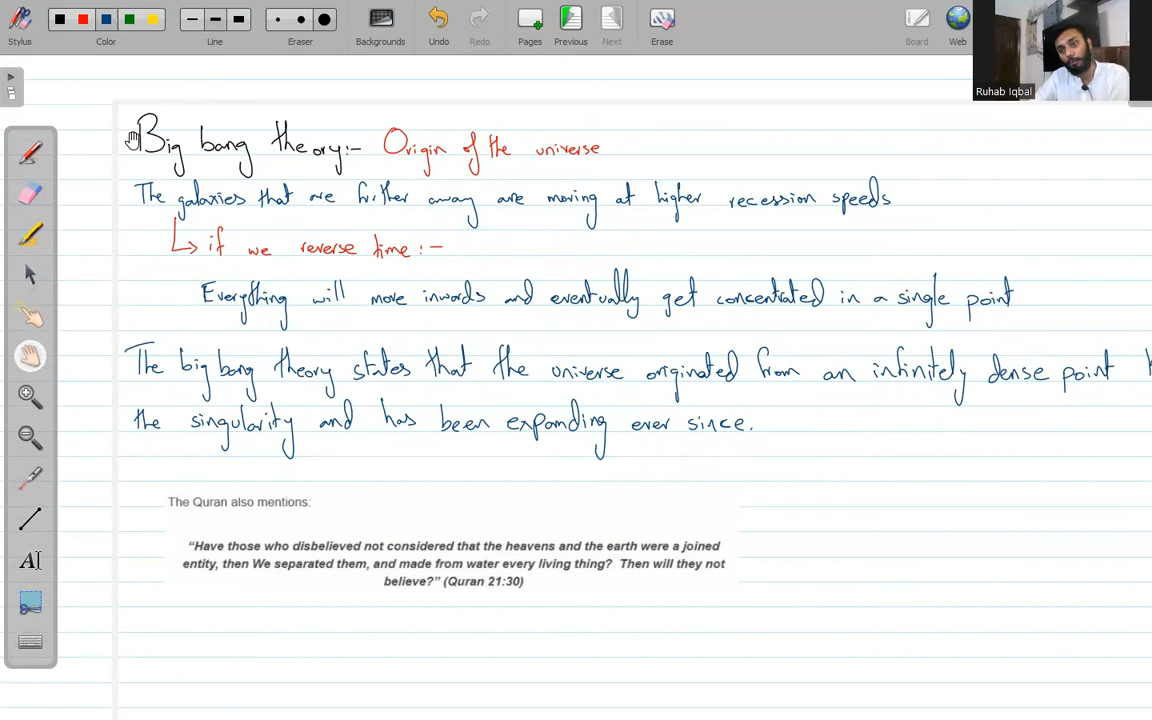 Stylus
Color
Line
Eraser
Backgrounds
Undo
Redo
Pages
Previous
Next
Erase
Board
Web
Ruhab Iqbal
Big bang theory:- Origin of the universe
The galaxies that are further away are moving at higher recession speeds
if we reverse time:-
Everything will move inwards and eventually get concentrated in a single point
The big bang theory states that the universe originated from an infinitely dense point
the singularity and has been expanding ever since.
The Quran also mentions:
“Have those who disbelieved not considered that the heavens and the earth were a joined
entity, then We separated them, and made from water every living thing? Then will they not
believe?” (Quran 21:30)